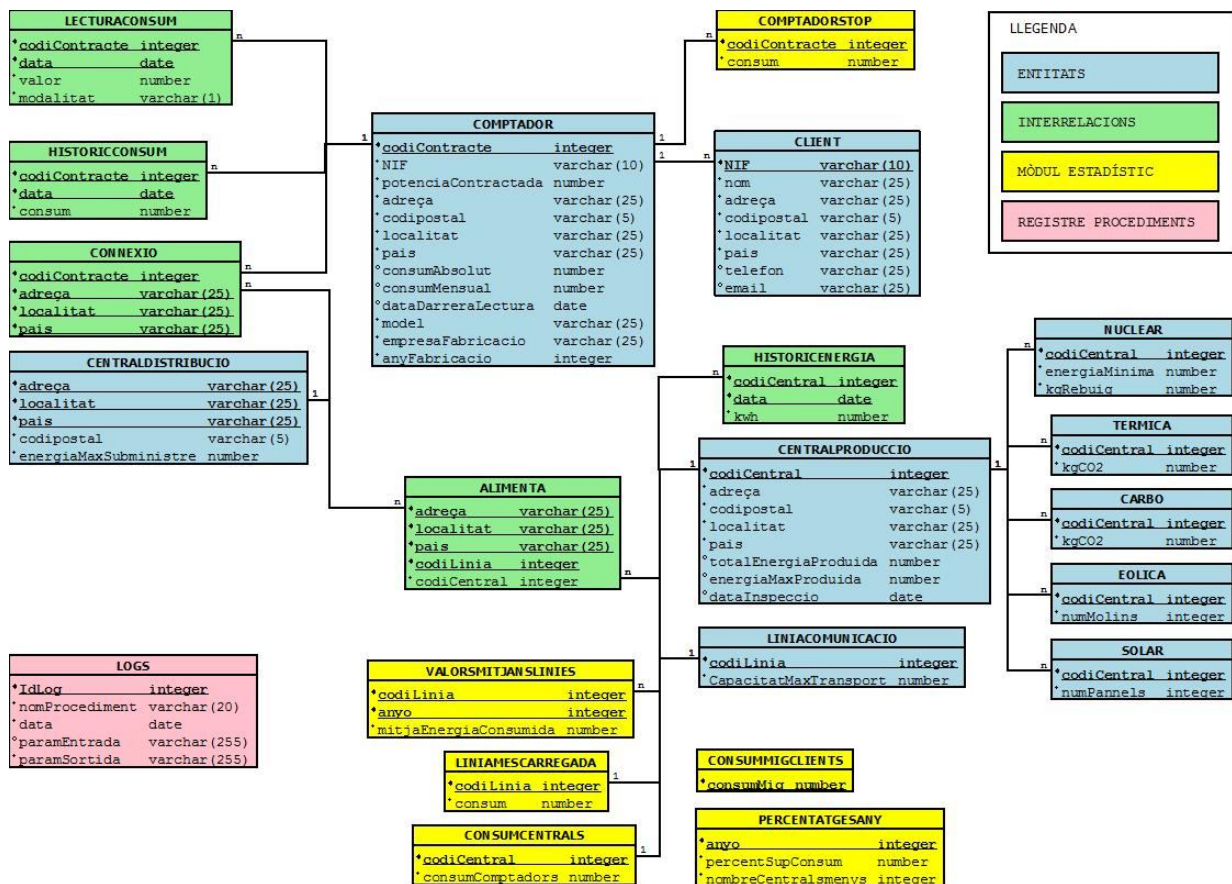 LECTURACONSUM
codiContracte integer
data date
valor number
modalitat varchar(1)
n
HISTORICCONSUM
codiContracte integer
data date
consum number
n
CONNEXIO
codiContracte integer
adreça varchar(25)
localitat varchar(25)
pais varchar(25)
n
n
CENTRALDISTRIBUCIO
adreça varchar(25)
localitat varchar(25)
pais varchar(25)
codipostal varchar(5)
energiaMaxSubministre number
1
COMPTADOR
codiContracte integer
NIF varchar(10)
potenciaContractada number
adreça varchar(25)
codipostal varchar(5)
localitat varchar(25)
pais varchar(25)
consumAbsolut number
consumMensual number
dataDarreraLectura date
model varchar(25)
empresaFabricacio varchar(25)
anyFabricacio integer
1
1
1
COMPTADORSTOP
codiContracte integer
consum number
n
CLIENT
NIF varchar(10)
nom varchar(25)
adreça varchar(25)
codipostal varchar(5)
localitat varchar(25)
pais varchar(25)
telefon varchar(25)
email varchar(25)
n
LLEGENDA
ENTITATS
INTERRELACIONS
MÒDUL ESTADÍSTIC
REGISTRE PROCEDIMENTS
HISTORICENERGIA
codiCentral integer
data date
kwh number
n
CENTRALPRODUCCIO
codiCentral integer
adreça varchar(25)
codipostal varchar(5)
localitat varchar(25)
pais varchar(25)
totalEnergiaProduida number
energiaMaxProduida number
dataInspeccio date
1
1
NUCLEAR
codiCentral integer
energiaMinima number
kgRebuig number
n
TERMICA
codiCentral integer
kgCO2 number
n
CARBO
codiCentral integer
kgCO2 number
n
EOLICA
codiCentral integer
numMolins integer
n
SOLAR
codiCentral integer
numPannels integer
n
ALIMENTA
adreça varchar(25)
localitat varchar(25)
pais varchar(25)
codiLinia integer
codiCentral integer
n
n
LINIACOMUNICACIO
codiLinia integer
CapacitatMaxTransport number
1
LOGS
IdLog integer
nomProcediment varchar(20)
data date
paramEntrada varchar(255)
paramSortida varchar(255)
VALORSMITJANSLINIES
codiLinia integer
anyo integer
mitjaEnergiaConsumida number
n
LINIAMESCARREGADA
codiLinia integer
consum number
1
CONSUMCENTRALS
codiCentral integer
consumComptadors number
1
CONSUMMIGCLIENTS
consumMig number
PERCENTATGESANY
anyo integer
percentSupConsum number
nombreCentralsmenys integer